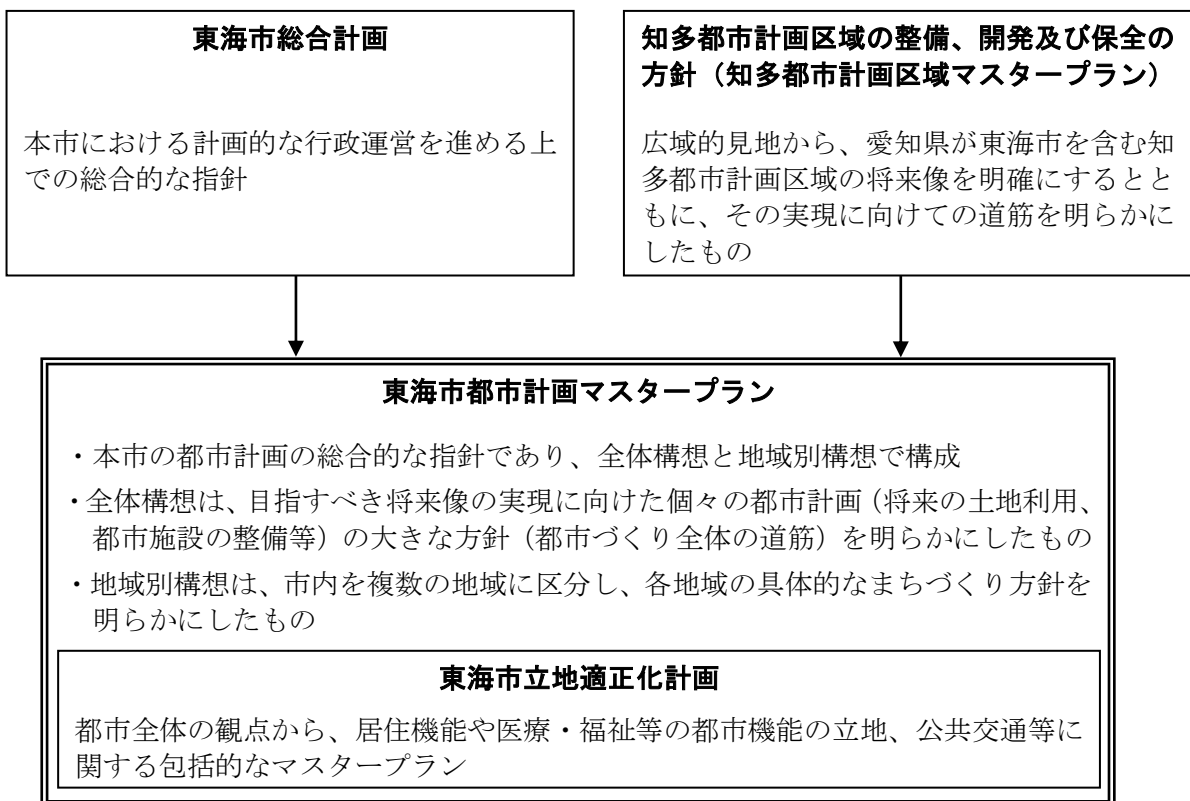 東海市総合計画
本市における計画的な行政運営を進める上
での総合的な指針
知多都市計画区域の整備、開発及び保全の
方針（知多都市計画区域マスタープラン）
広域的見地から、愛知県が東海市を含む知
多都市計画区域の将来像を明確にするとと
もに、その実現に向けての道筋を明らかに
したもの
東海市都市計画マスタープラン
・本市の都市計画の総合的な指針であり、全体構想と地域別構想で構成
・全体構想は、目指すべき将来像の実現に向けた個々の都市計画（将来の土地利用、
都市施設の整備等）の大きな方針（都市づくり全体の道筋）を明らかにしたもの
・地域別構想は、市内を複数の地域に区分し、各地域の具体的なまちづくり方針を
明らかにしたもの
東海市立地適正化計画
都市全体の観点から、居住機能や医療・福祉等の都市機能の立地、公共交通等に
関する包括的なマスタープラン